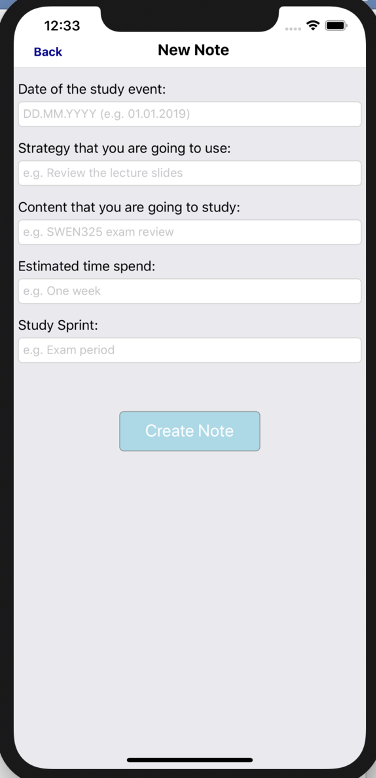 12:33
Back
New Note
Date of the study event:
DD.MM.YYYY (e.g. 01.01.2019)
Strategy that you are going to use:
e.g. Review the lecture slides
Content that you are going to study:
e.g. SWEN325 exam review
Estimated time spend:
e.g. One week
Study Sprint:
e.g. Exam period
Create Note